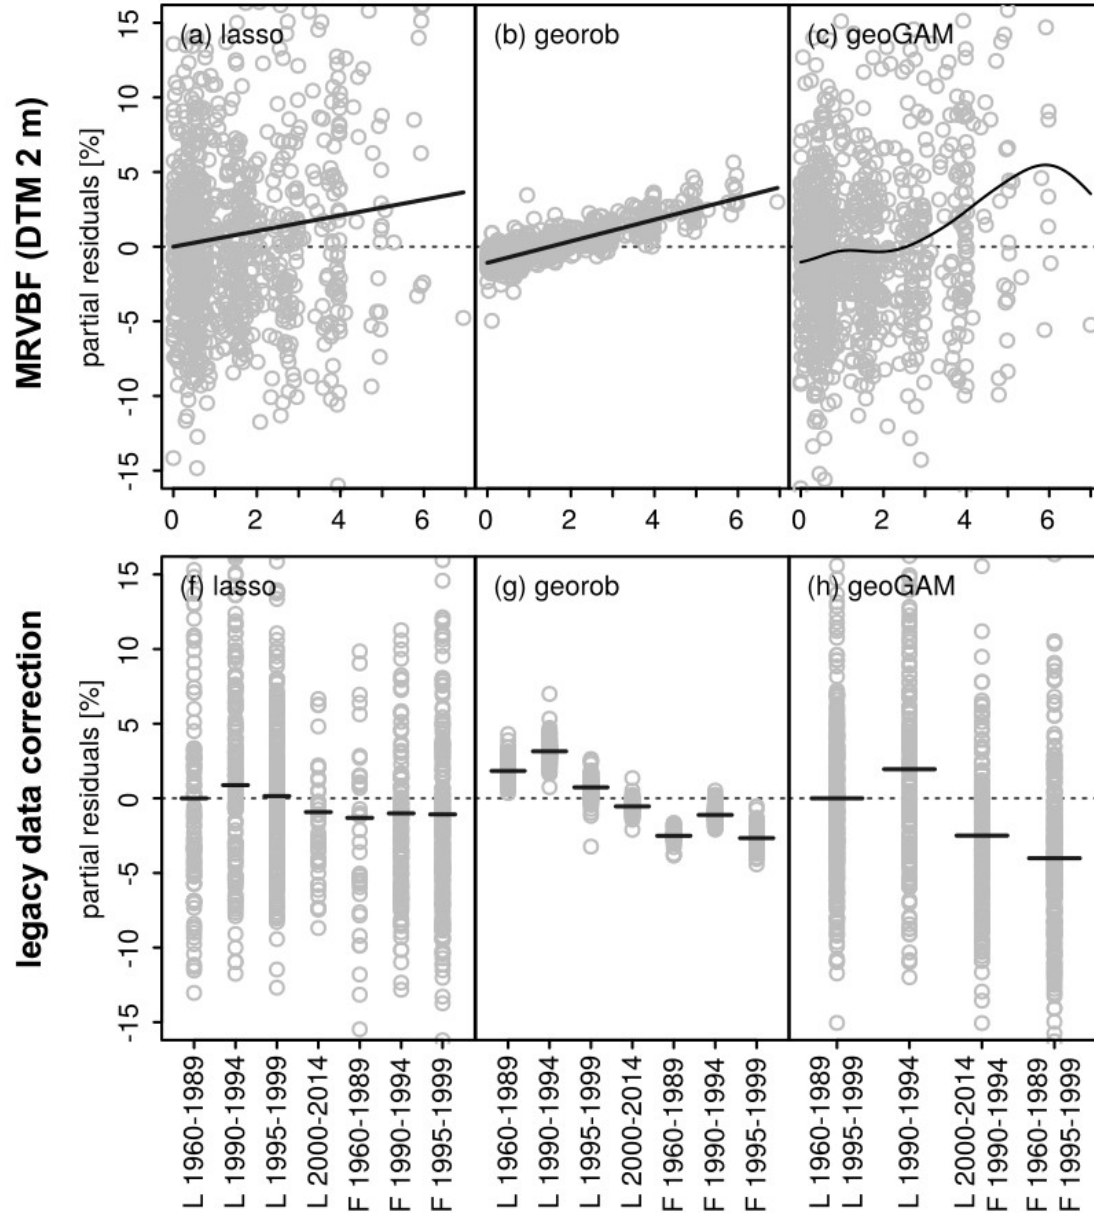 MRVBF (DTM 2 m)
partial residuals [%]
15
10
5
0
-5
-10
-15
(a) lasso
(b) georob
(c) geoGAM
0 2 4 6
0 2 4 6
0 2 4 6
legacy data correction
partial residuals [%]
15
10
5
0
-5
-10
-15
(f) lasso
(g) georob
(h) geoGAM
L 1960-1989
L 1990-1994
L 1995-1999
L 2000-2014
F 1960-1989
F 1990-1994
F 1995-1999
L 1960-1989
L 1990-1994
L 1995-1999
L 2000-2014
F 1960-1989
F 1990-1994
F 1995-1999
L 1960-1989
L 1995-1999
L 1990-1994
L 2000-2014
F 1990-1994
F 1960-1989
F 1995-1999